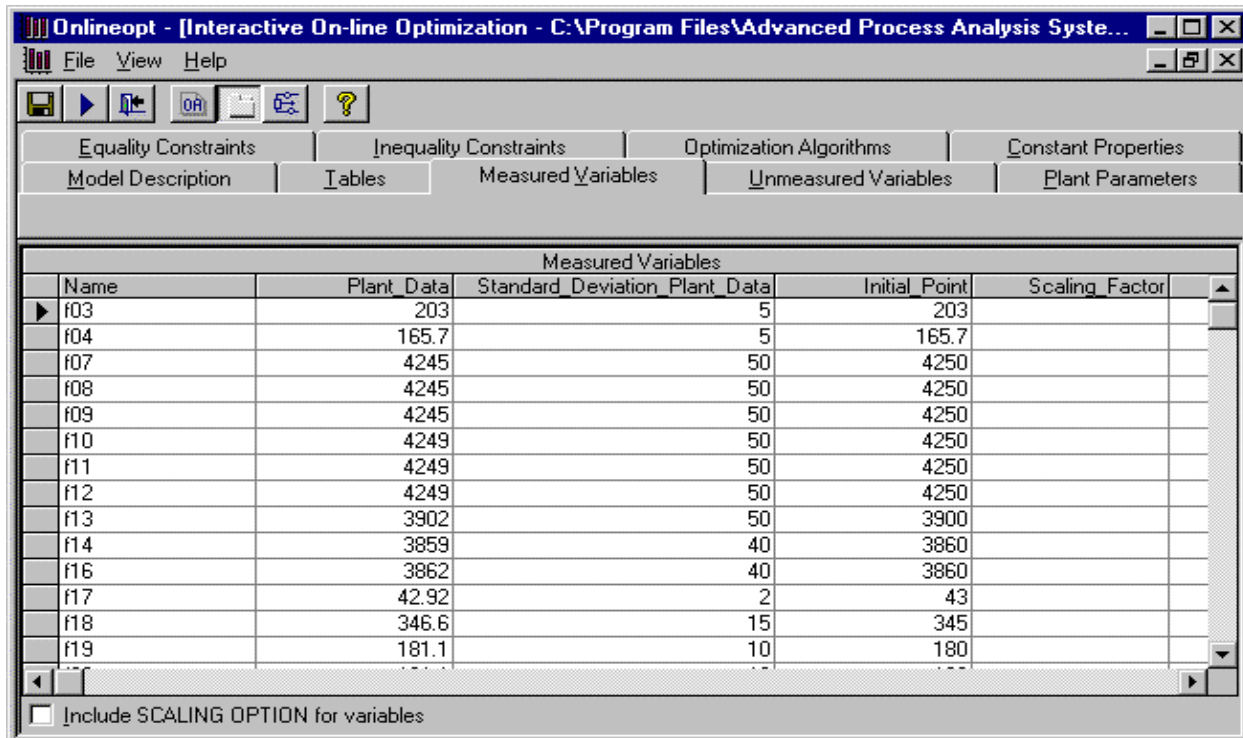 Onlineopt - [Interactive On-line Optimization - C:\Program Files\Advanced Process Analysis Syste...
File View Help
OA ?
Equality Constraints Inequality Constraints Optimization Algorithms Constant Properties
Model Description Tables Measured Variables Unmeasured Variables Plant Parameters
Measured Variables
Name Plant_Data Standard_Deviation_Plant_Data Initial_Point Scaling_Factor
f03 203 5 203
f04 165.7 5 165.7
f07 4245 50 4250
f08 4245 50 4250
f09 4245 50 4250
f10 4249 50 4250
f11 4249 50 4250
f12 4249 50 4250
f13 3902 50 3900
f14 3859 40 3860
f16 3862 40 3860
f17 42.92 2 43
f18 346.6 15 345
f19 181.1 10 180
Include SCALING OPTION for variables